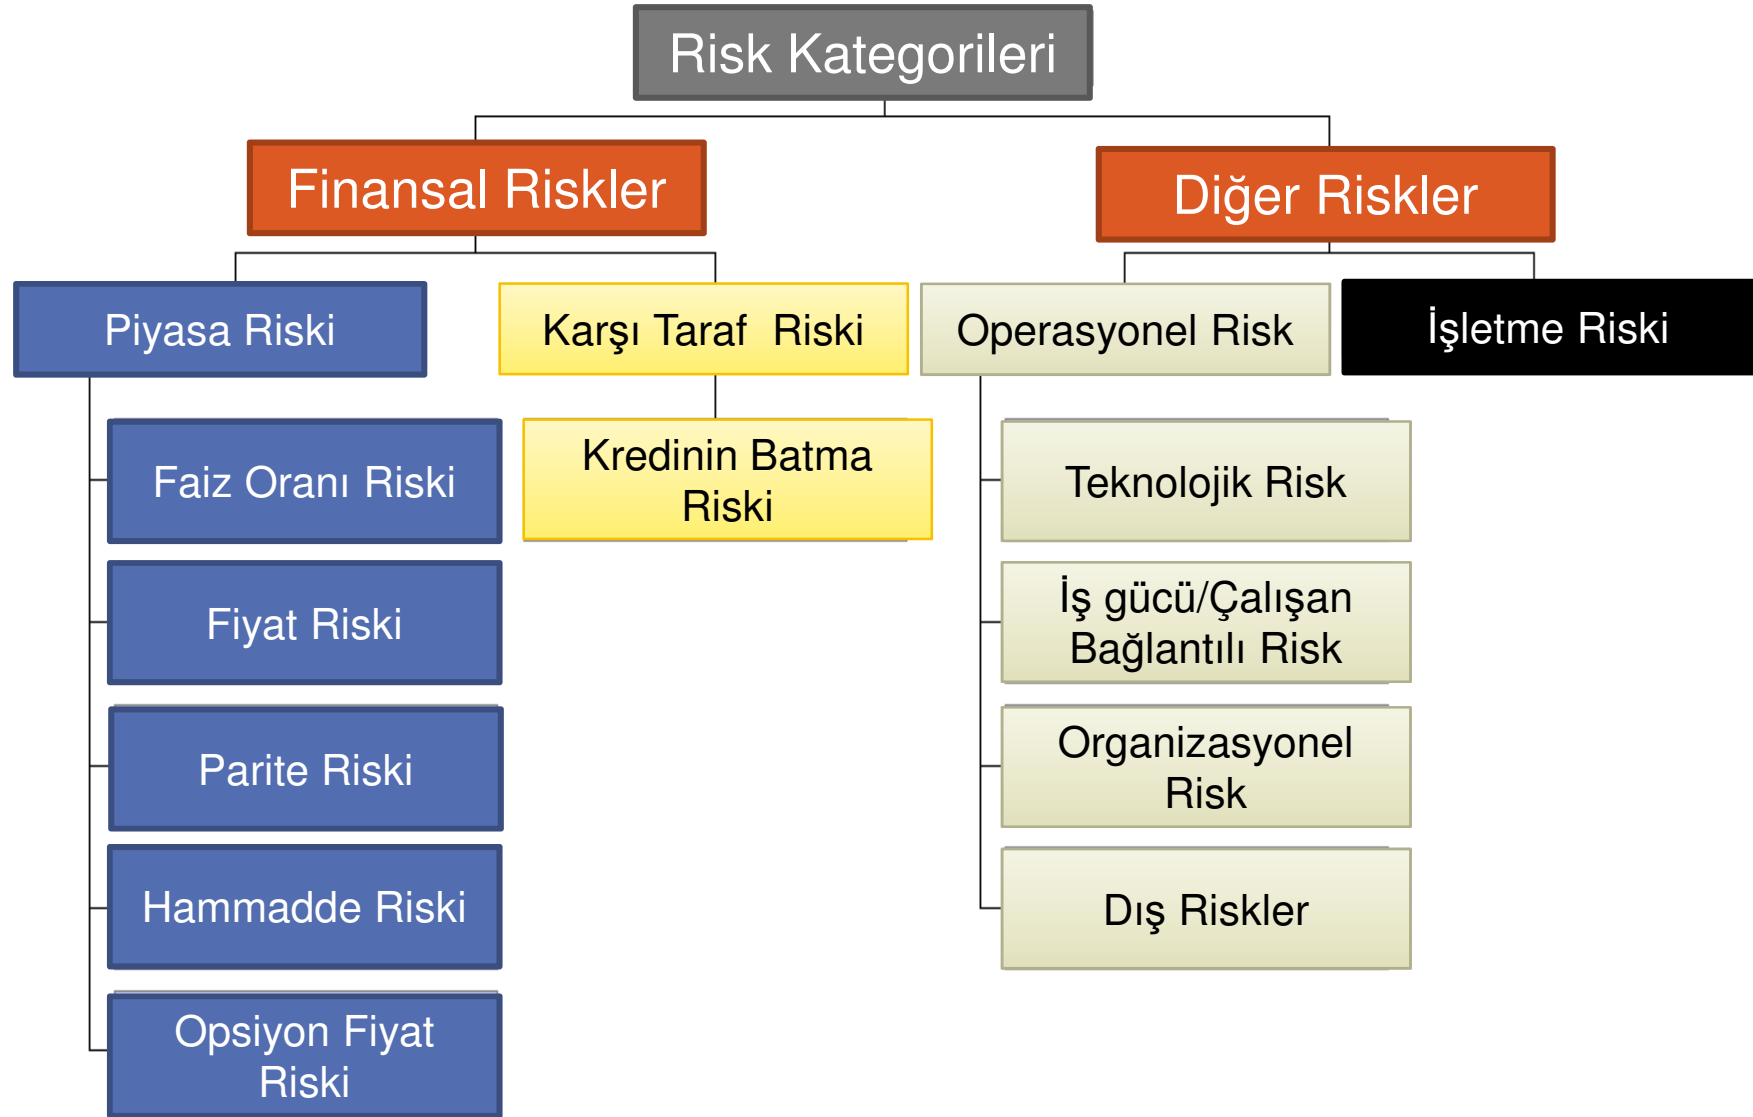 Risk Kategorileri
Finansal Riskler
Diğer Riskler
Piyasa Riski
Karşı Taraf  Riski
Operasyonel Risk
İşletme Riski
Faiz Oranı Riski
Fiyat Riski
Parite Riski
Hammadde Riski
Opsiyon Fiyat
Riski
Kredinin Batma
Riski
Teknolojik Risk
İş gücü/Çalışan
Bağlantılı Risk
Organizasyonel
Risk
Dış Riskler